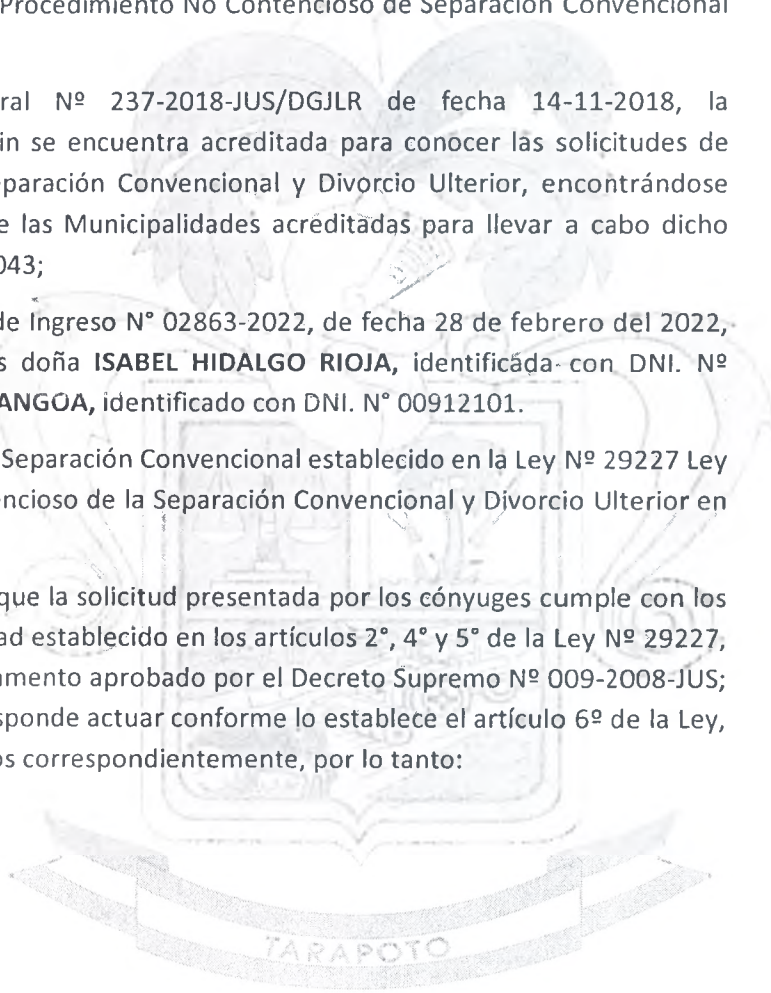 Procedimiento No Contencioso de Separación Convencional
ral Nº 237-2018-JUS/DGJLR de fecha 14-11-2018, la
in se encuentra acreditada para conocer las solicitudes de
eparación Convencional y Divorcio Ulterior, encontrándose
e las Municipalidades acreditadas para llevar a cabo dicho
043;
de Ingreso N° 02863-2022, de fecha 28 de febrero del 2022,
s doña ISABEL HIDALGO RIOJA, identificada con DNI. Nº
ANGOA, identificado con DNI. N° 00912101.
Separación Convencional establecido en la Ley Nº 29227 Ley
encioso de la Separación Convencional y Divorcio Ulterior en
que la solicitud presentada por los cónyuges cumple con los
ad establecido en los artículos 2°, 4° y 5° de la Ley Nº 29227,
amento aprobado por el Decreto Supremo Nº 009-2008-JUS;
sponde actuar conforme lo establece el artículo 6º de la Ley,
os correspondientemente, por lo tanto:
TARAPOTO